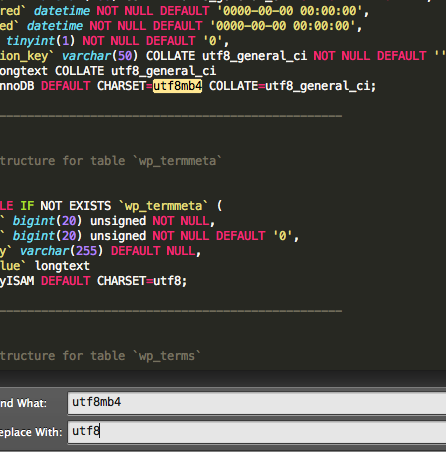 red` datetime NOT NULL DEFAULT '0000-00-00 00:00:00',
ed` datetime NOT NULL DEFAULT '0000-00-00 00:00:00',
tinyint(1) NOT NULL DEFAULT '0',
ion_key` varchar(50) COLLATE utf8_general_ci NOT NULL DEFAULT ''
ongtext COLLATE utf8_general_ci
nnoDB DEFAULT CHARSET=utf8mb4 COLLATE=utf8_general_ci;
tructure for table `wp_termmeta`
LE IF NOT EXISTS `wp_termmeta` (
` bigint(20) unsigned NOT NULL,
` bigint(20) unsigned NOT NULL DEFAULT '0',
y` varchar(255) DEFAULT NULL,
lue` longtext
yISAM DEFAULT CHARSET=utf8;
tructure for table `wp_terms`
nd What: utf8mb4
eplace With: utf8